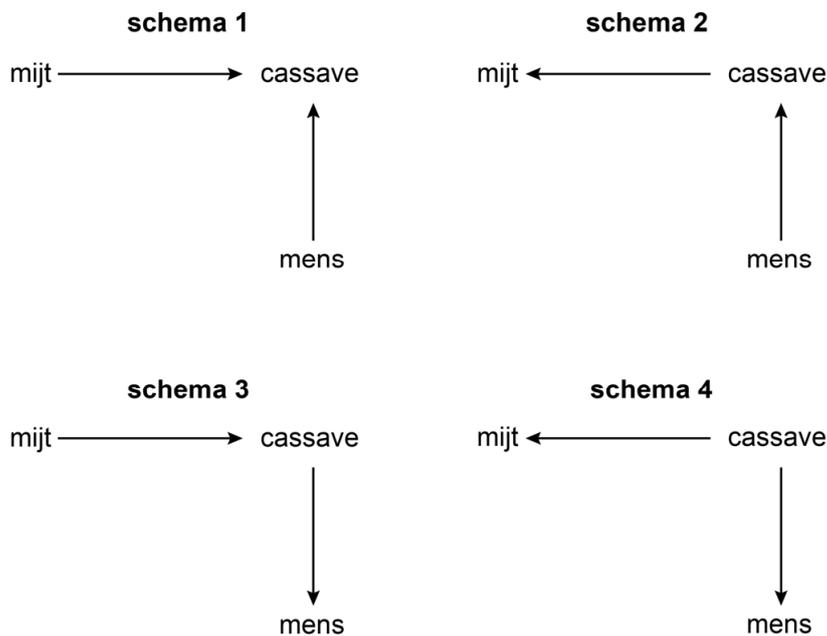 schema 1
mijt cassave
mens
schema 2
mijt cassave
mens
schema 3
mijt cassave
mens
schema 4
mijt cassave
mens